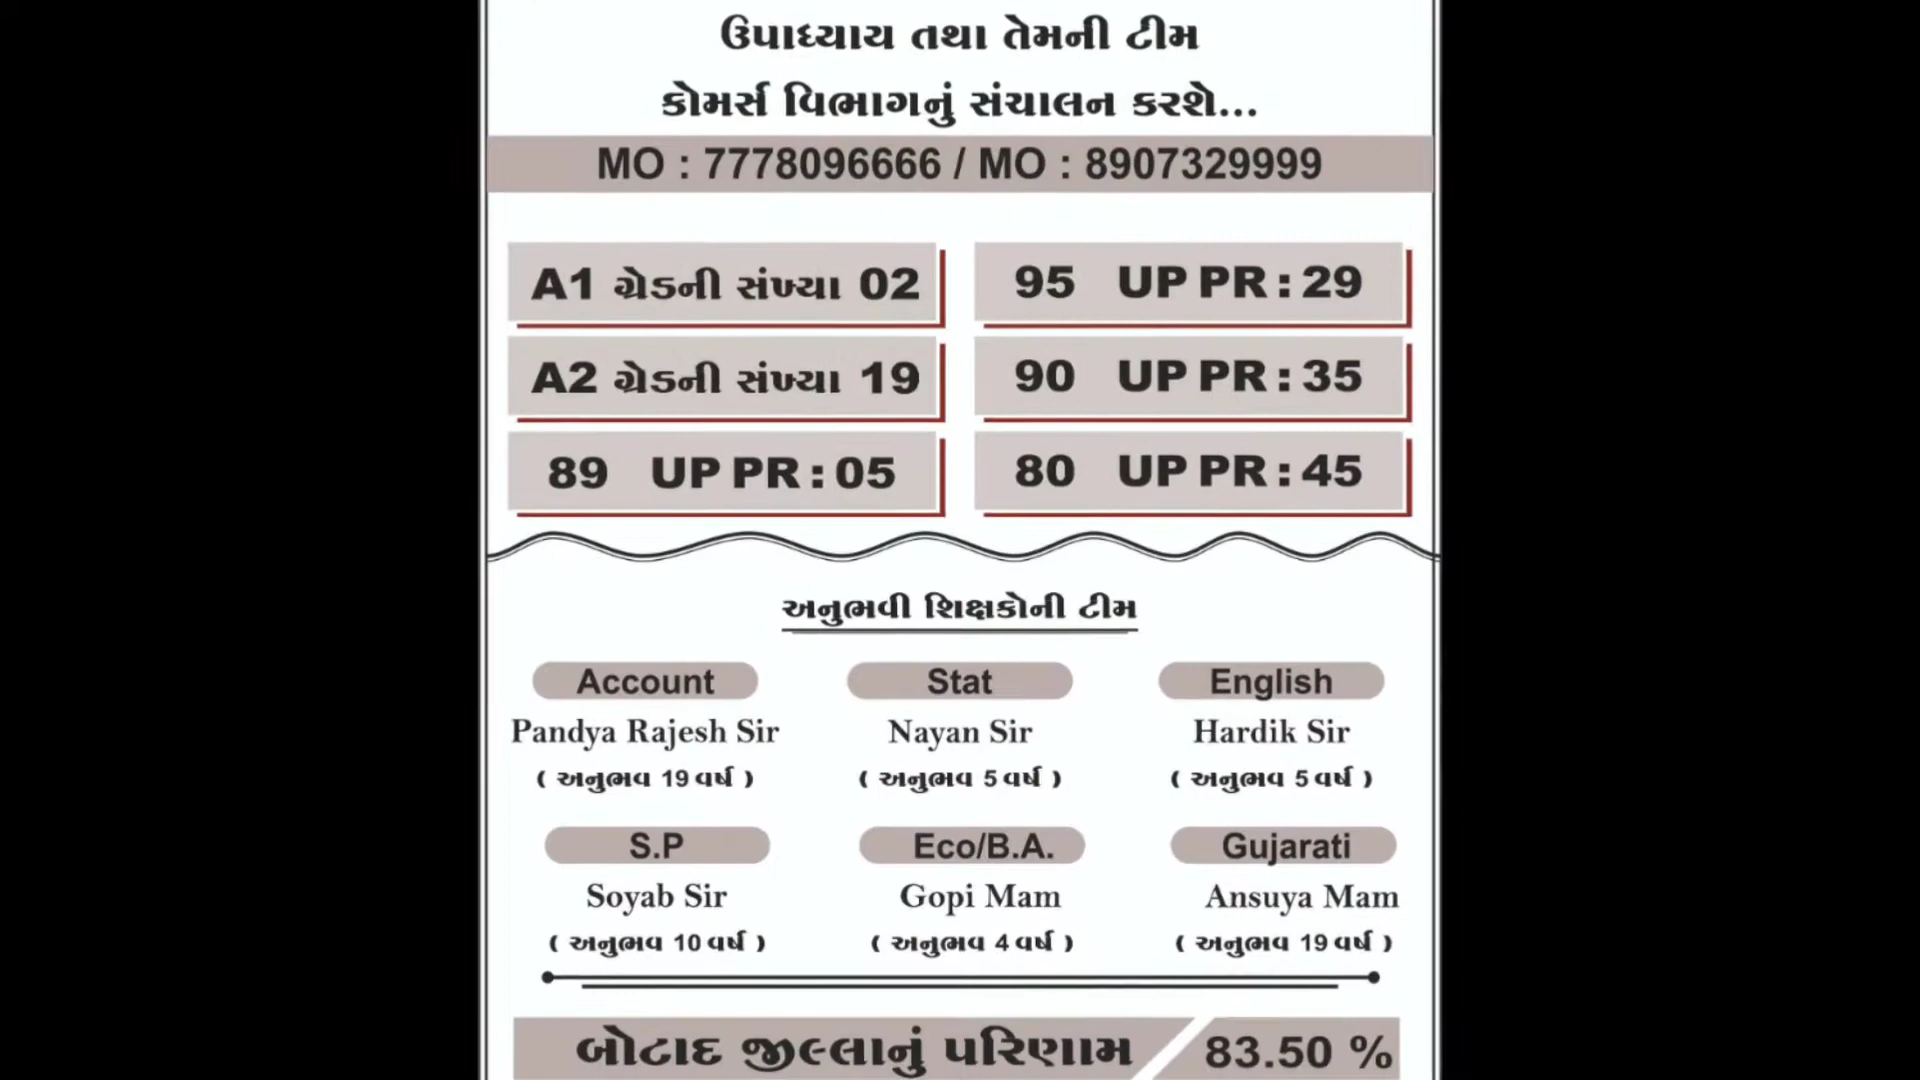 ઉપાધ્યાય તથા તેમની ટીમ
કોમર્સ વિભાગનું સંચાલન કરશે...
MO : 7778096666 / MO : 8907329999
A1 ગ્રેડની સંખ્યા 02
95 UP PR : 29
A2 ગ્રેડની સંખ્યા 19
90 UP PR : 35
89 UP PR : 05
80 UP PR : 45
અનુભવી શિક્ષકોની ટીમ
Account Stat English
Pandya Rajesh Sir Nayan Sir Hardik Sir
( અનુભવ 19 વર્ષ ) ( અનુભવ 5 વર્ષ ) ( અનુભવ 5 વર્ષ )
S.P Eco/B.A. Gujarati
Soyab Sir Gopi Mam Ansuya Mam
( અનુભવ 10 વર્ષ ) ( અનુભવ 4 વર્ષ ) ( અનુભવ 19 વર્ષ )
બોટાદ જીલ્લાનું પરિણામ 83.50 %